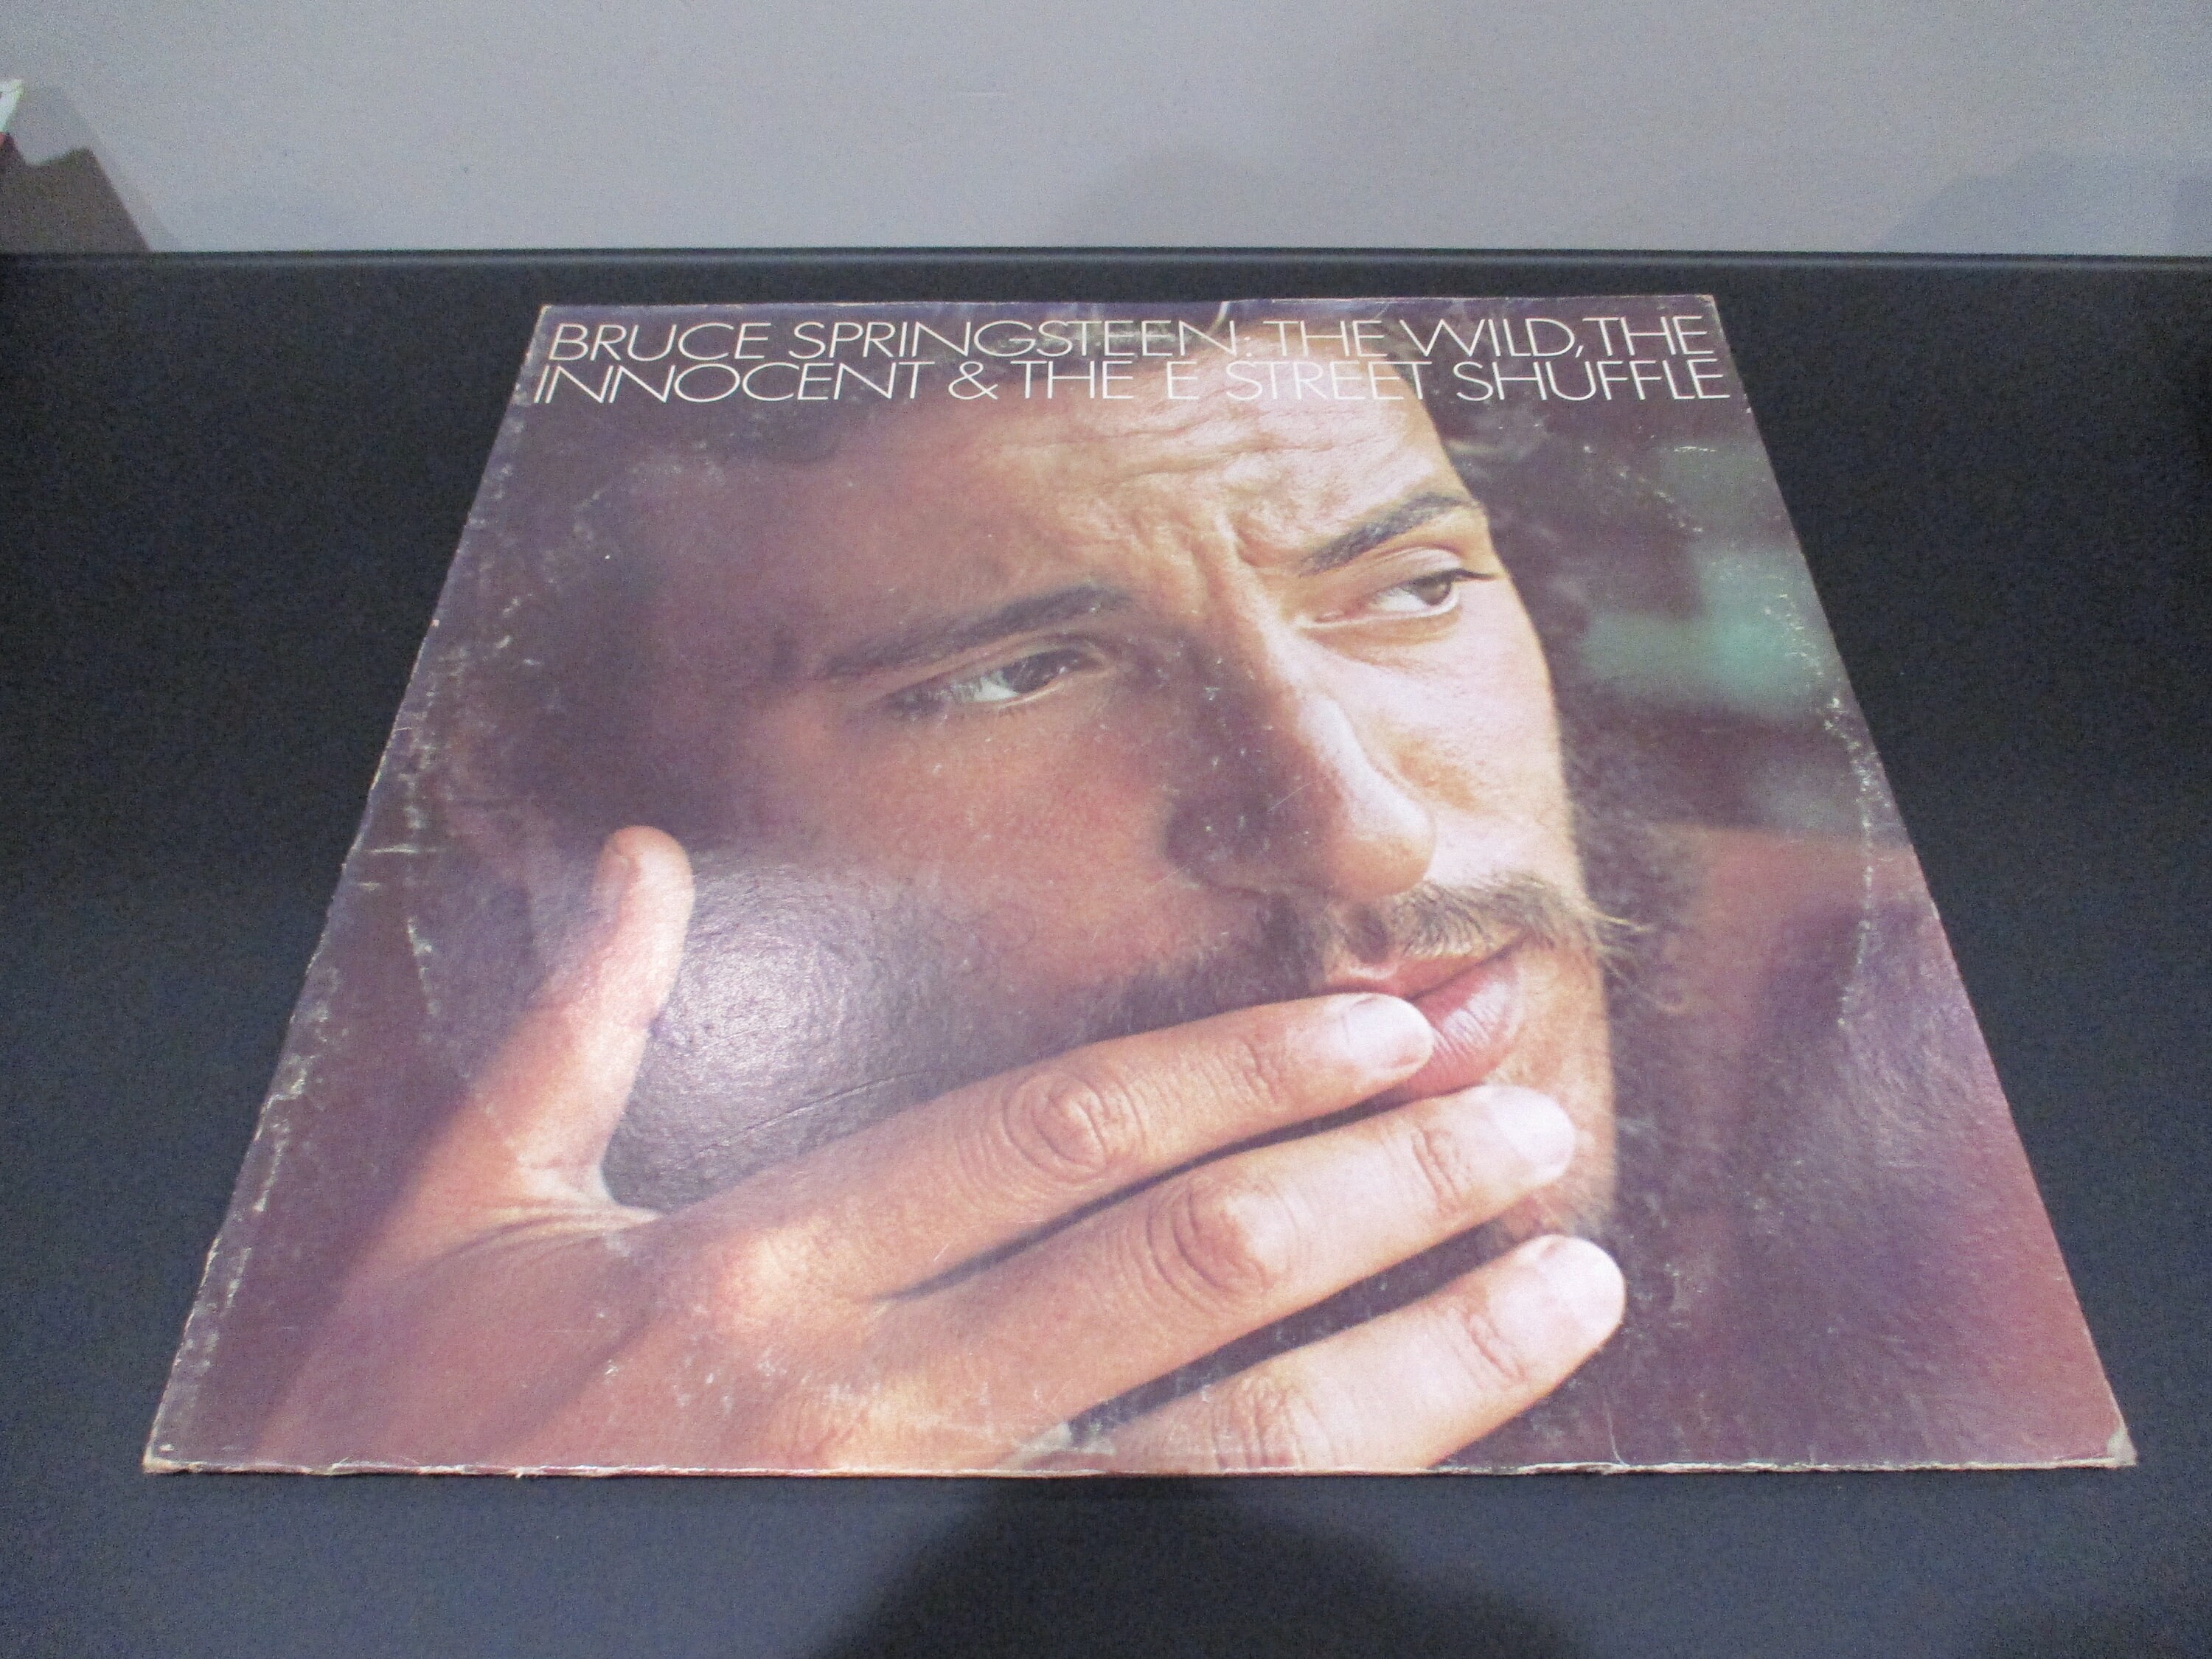 BRUCE SPRINGSTEEN: THE WILD, THE
INNOCENT & THE E STREET SHUFFLE